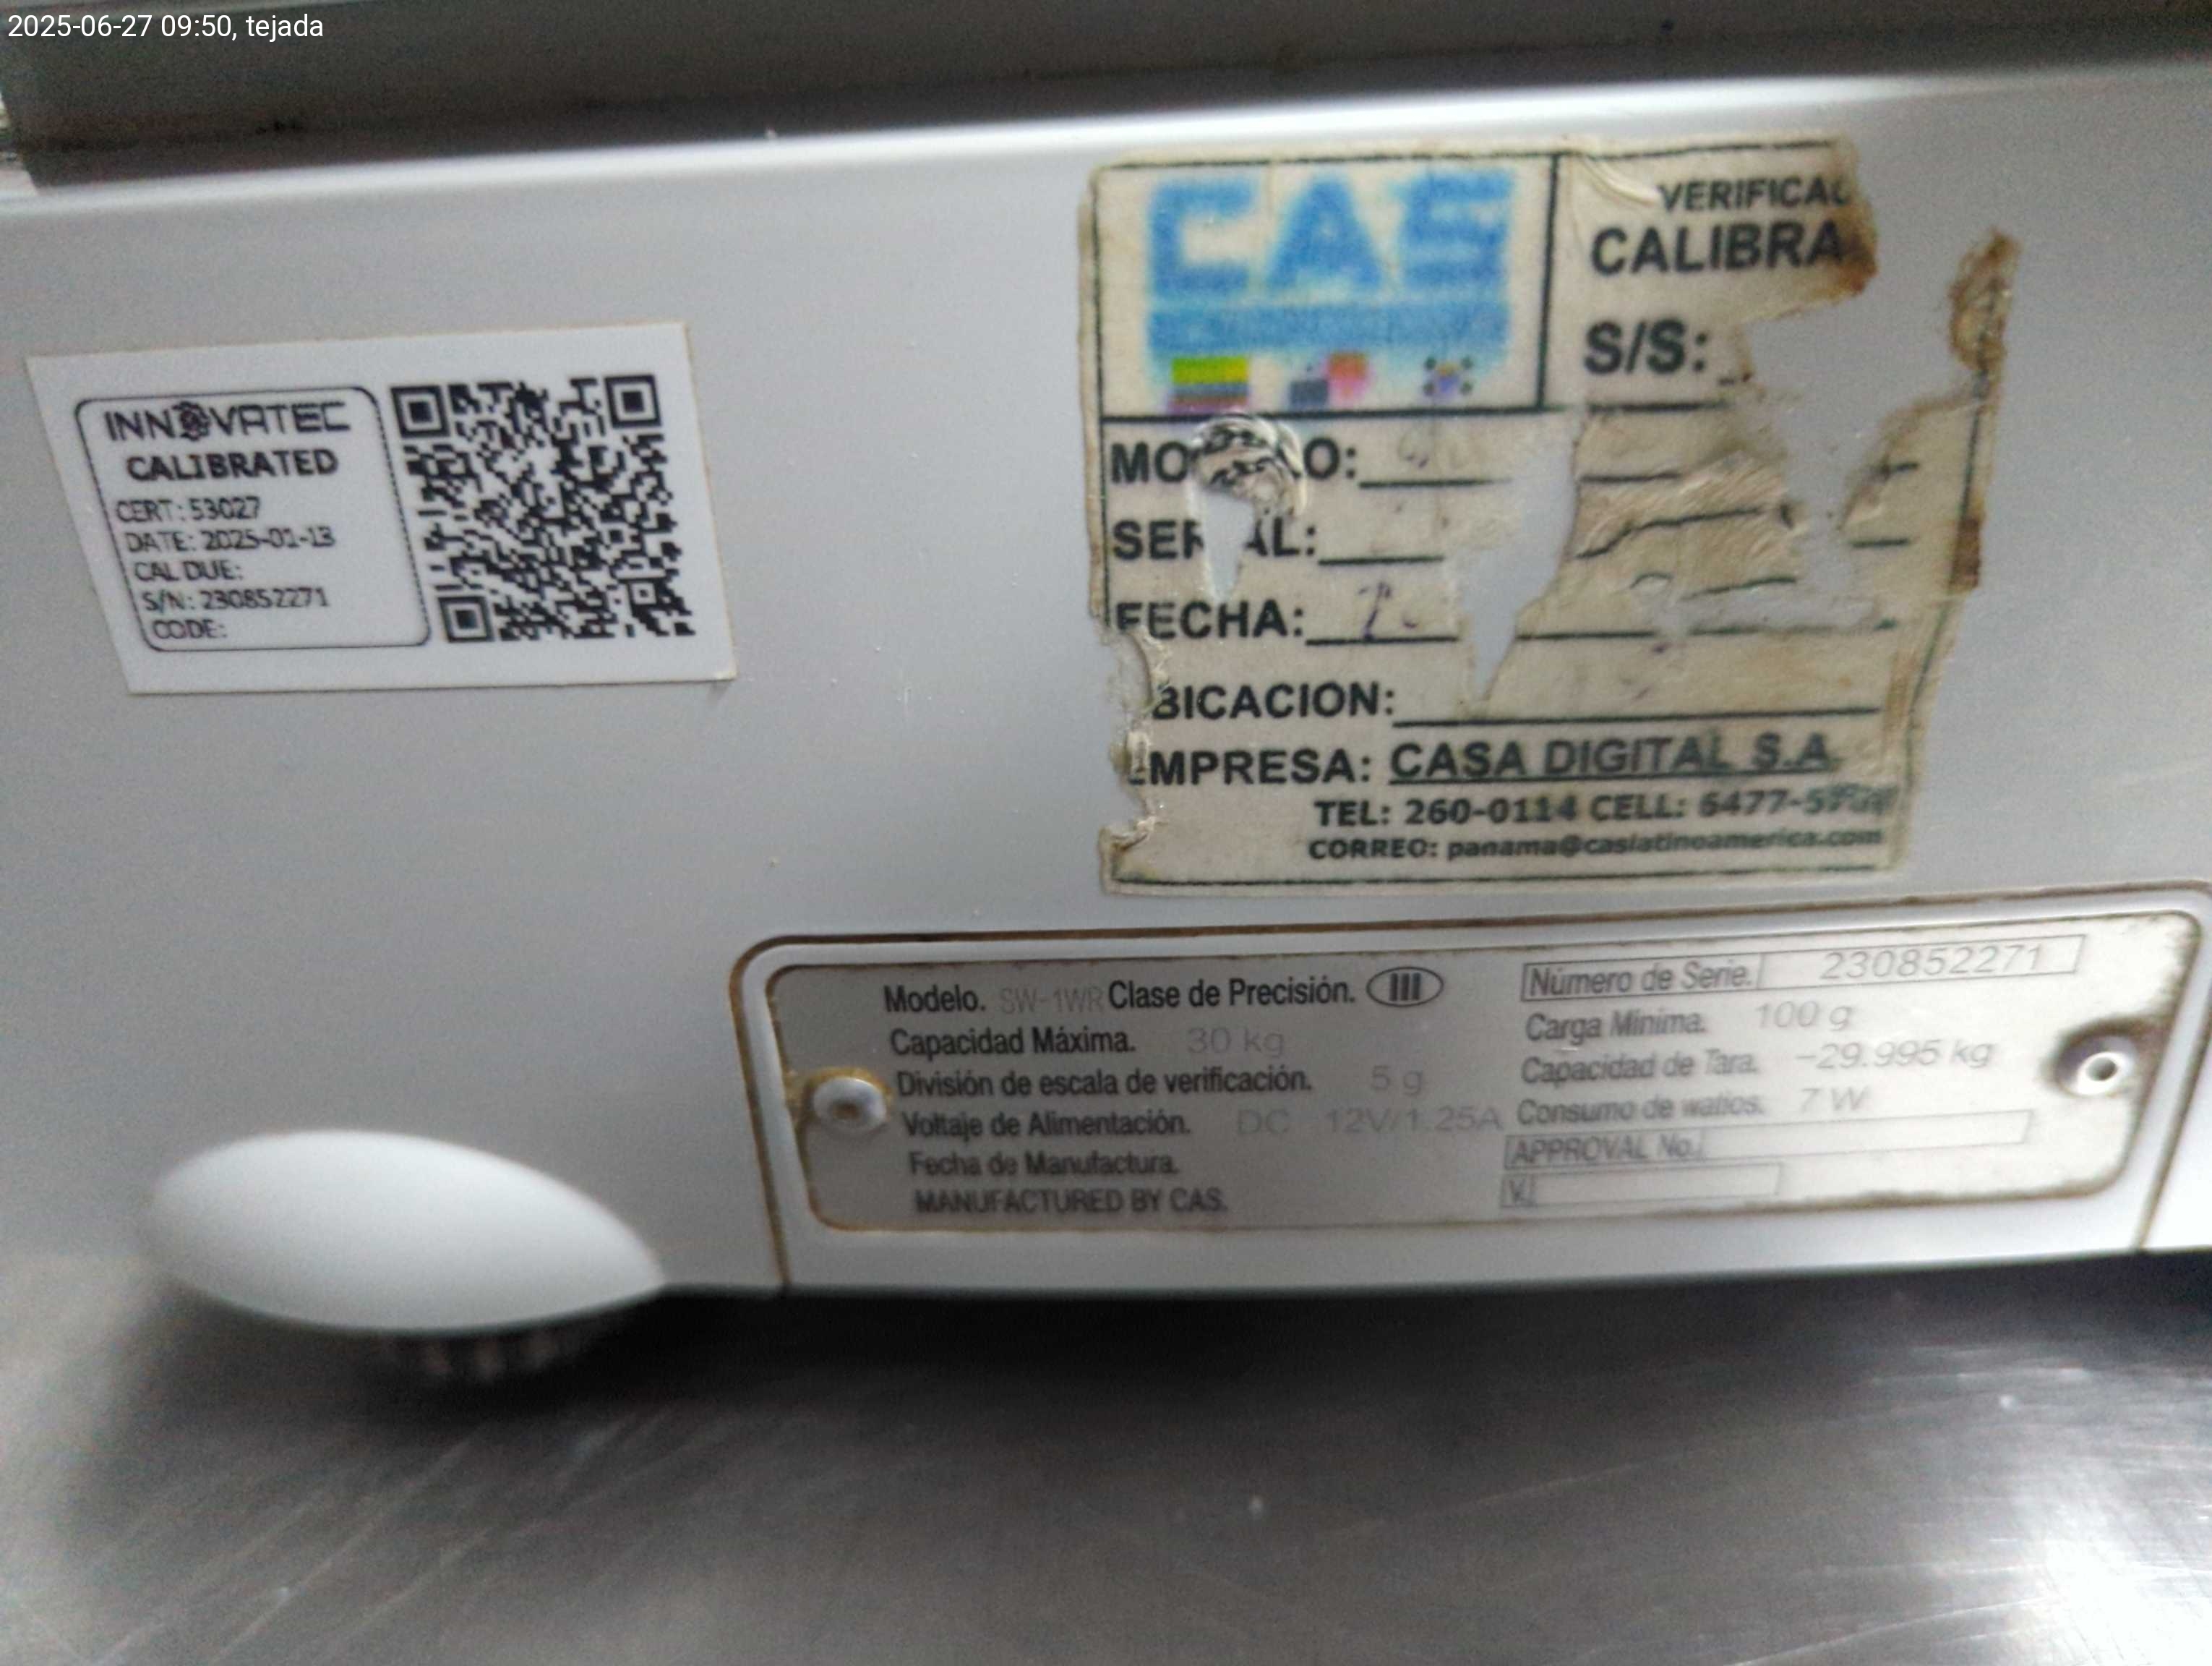 2025-06-27 09:50, tejada
INNOVATEC
CALIBRATED
CERT: 53027
DATE: 2025-01-13
CAL DUE:
S/N: 230852271
CODE:
CAS
VERIFICAC
CALIBRA
S/S:
MO O:
SER AL:
FECHA:
BICACION:
EMPRESA: CASA DIGITAL S.A.
TEL: 260-0114 CELL: 6477-
CORREO: panama@caslatinoamerica.com
Modelo. SW-1WR Clase de Precisión. III
Capacidad Máxima. 30 kg
División de escala de verificación. 5 g
Voltaje de Alimentación. DC 12V/1.25A
Fecha de Manufactura.
MANUFACTURED BY CAS.
Número de Serie. 230852271
Carga Mínima. 100 g
Capacidad de Tara. -29.995 kg
Consumo de watios. 7 W
APPROVAL No.
V.